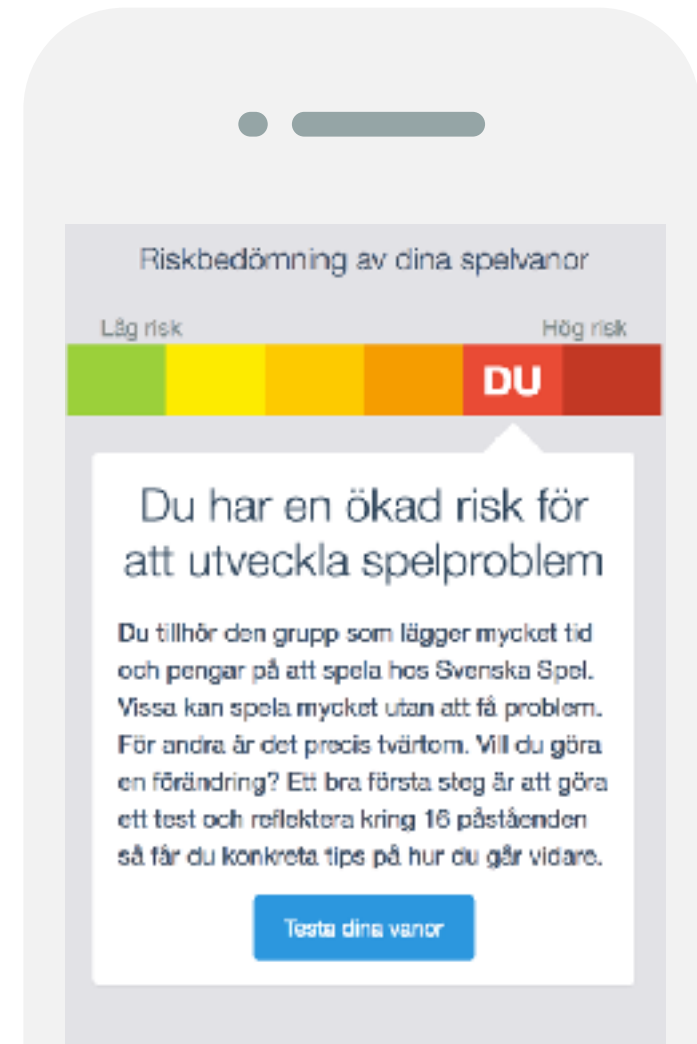 Riskbedömning av dina spelvanor
Låg risk
Hög risk
DU
Du har en ökad risk för
att utveckla spelproblem
Du tillhör den grupp som lägger mycket tid
och pengar på att spela hos Svenska Spel.
Vissa kan spela mycket utan att få problem.
För andra är det precis tvärtom. Vill du göra
en förändring? Ett bra första steg är att göra
ett test och reflektera kring 16 påståenden
så får du konkreta tips på hur du går vidare.
Testa dina vanor